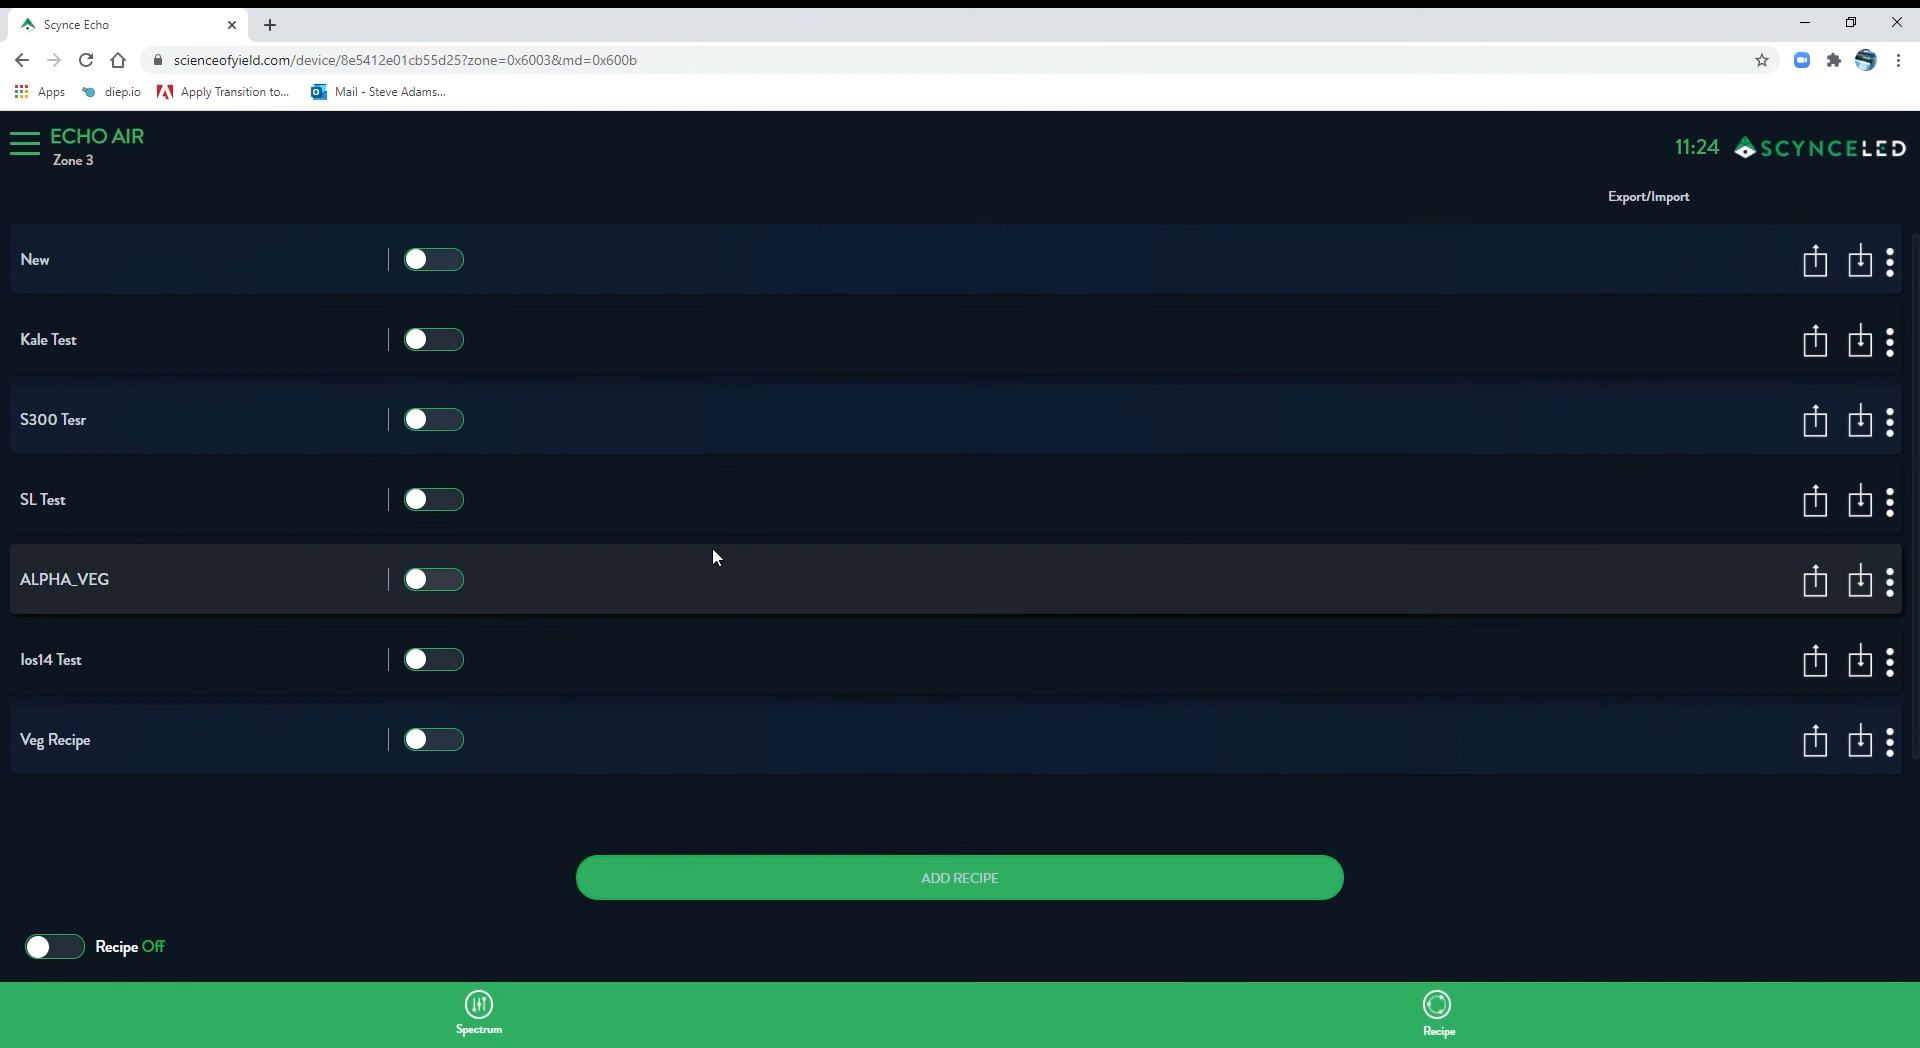 Scynce Echo
scienceofyield.com/device/8e5412e01cb55d25?zone=0x6003&md=0x600b
Apps diep.io Apply Transition to... Mail - Steve Adams...
ECHO AIR
Zone 3
11:24 SCYNCELED
Export/Import
New
Kale Test
S300 Tesr
SL Test
ALPHA_VEG
Ios14 Test
Veg Recipe
ADD RECIPE
Recipe Off
Spectrum
Recipe